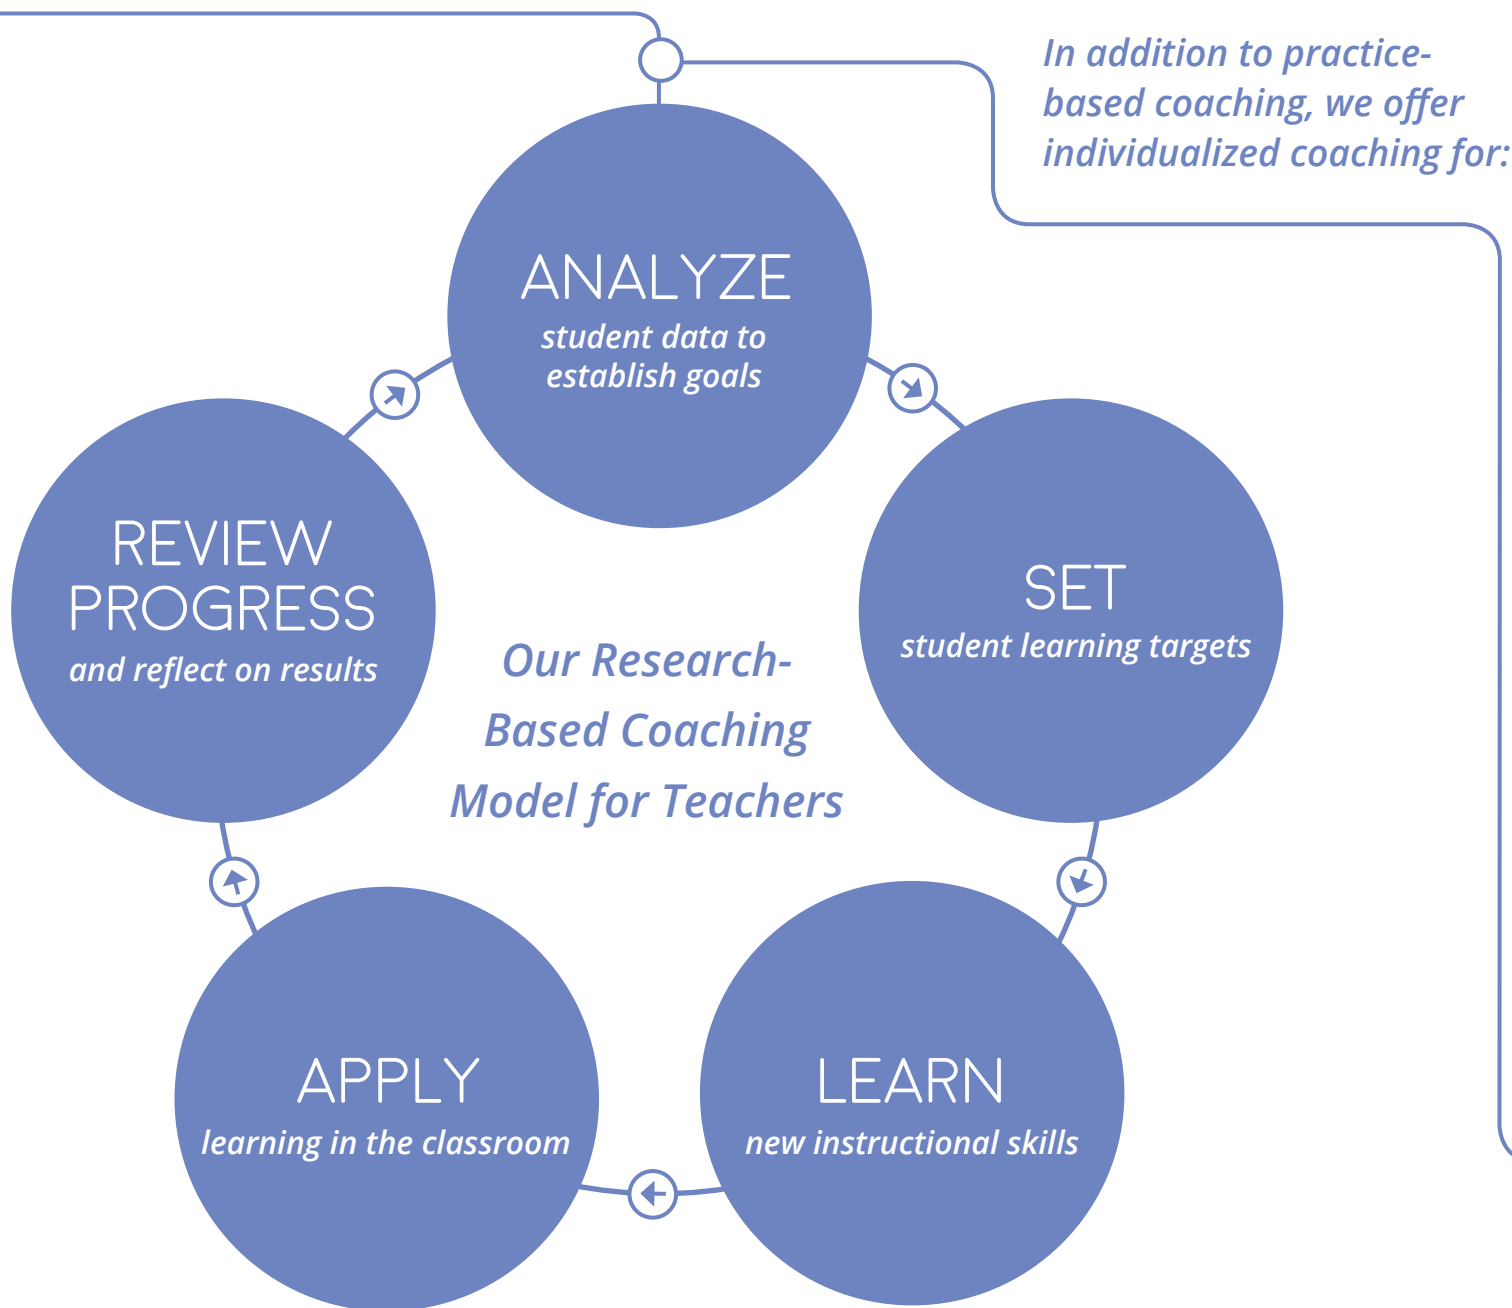 In addition to practice-
based coaching, we offer
individualized coaching for:
ANALYZE
student data to
establish goals
SET
student learning targets
LEARN
new instructional skills
APPLY
learning in the classroom
REVIEW
PROGRESS
and reflect on results
Our Research-
Based Coaching
Model for Teachers